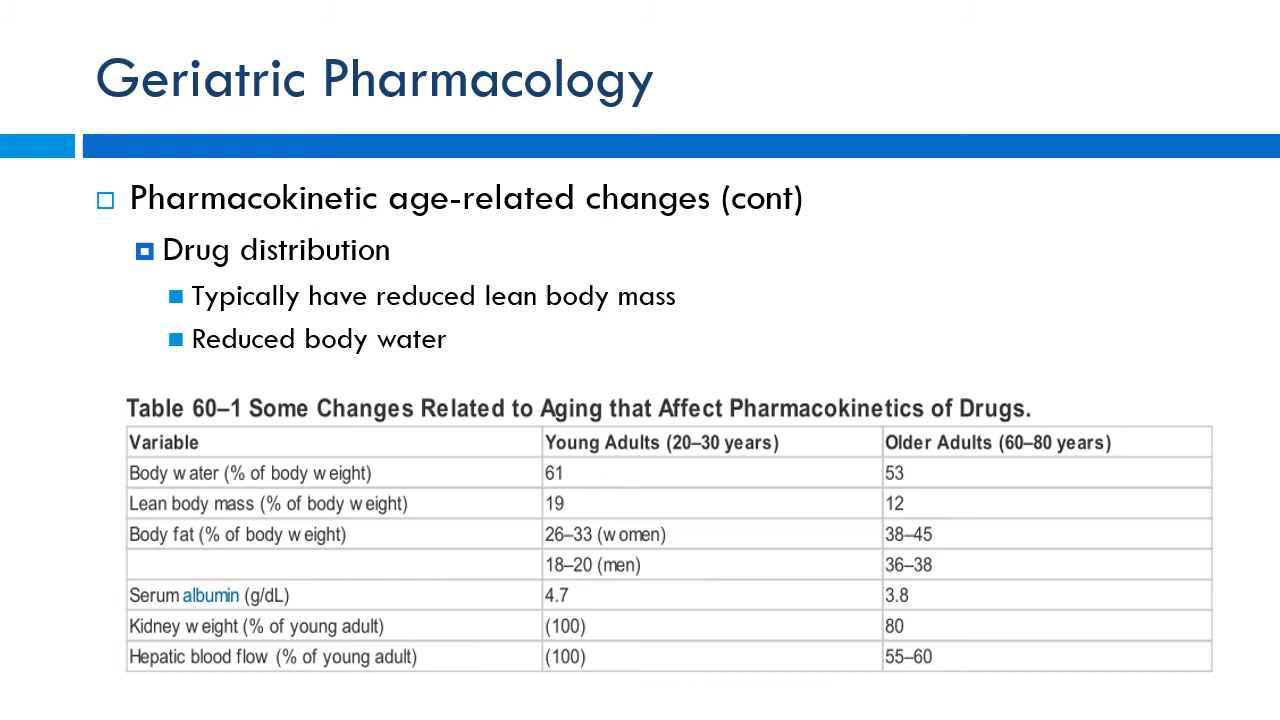 Geriatric Pharmacology
Pharmacokinetic age-related changes (cont)
Drug distribution
Typically have reduced lean body mass
Reduced body water
Table 60–1 Some Changes Related to Aging that Affect Pharmacokinetics of Drugs.
Variable Young Adults (20–30 years) Older Adults (60–80 years)
Body water (% of body weight) 61 53
Lean body mass (% of body weight) 19 12
Body fat (% of body weight) 26–33 (women) 38–45
18–20 (men) 36–38
Serum albumin (g/dL) 4.7 3.8
Kidney weight (% of young adult) (100) 80
Hepatic blood flow (% of young adult) (100) 55–60